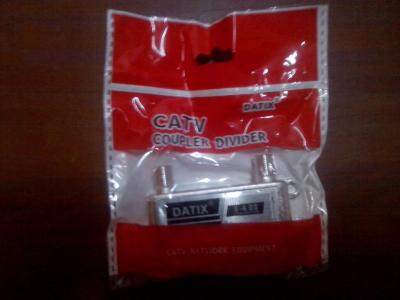 DATIX
CATV
COUPLER DIVIDER
DATIX
CATV NETWORK EQUIPMENT